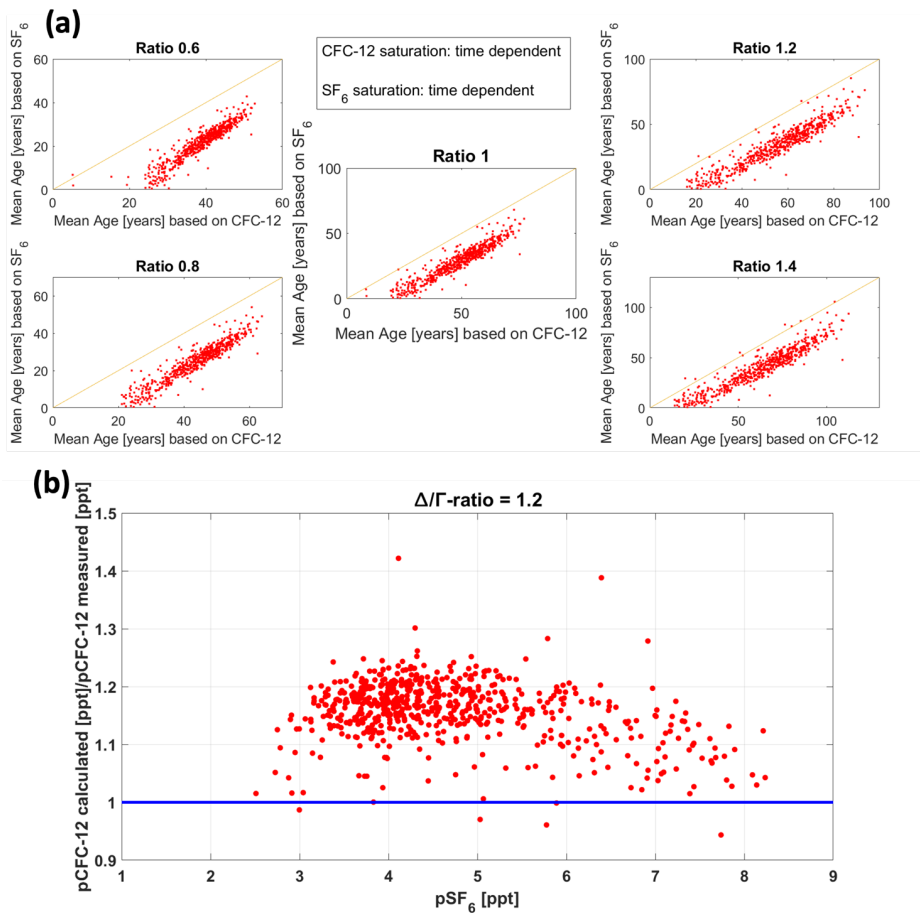 (a)
Ratio 0.6
Mean Age [years] based on SF6
60
40
20
0
0 20 40 60
Mean Age [years] based on CFC-12
CFC-12 saturation: time dependent
SF6 saturation: time dependent
Ratio 1.2
Mean Age [years] based on SF6
100
50
0
0 50 100
Mean Age [years] based on CFC-12
Ratio 1
Mean Age [years] based on SF6
100
50
0
0 50 100
Mean Age [years] based on CFC-12
Ratio 0.8
Mean Age [years] based on SF6
60
40
20
0
0 20 40 60
Mean Age [years] based on CFC-12
Ratio 1.4
Mean Age [years] based on SF6
100
50
0
0 50 100
Mean Age [years] based on CFC-12
(b)
Δ/Γ-ratio = 1.2
pCFC-12 calculated [ppt]/pCFC-12 measured [ppt]
1.5
1.4
1.3
1.2
1.1
1
0.9
1 2 3 4 5 6 7 8 9
pSF6 [ppt]